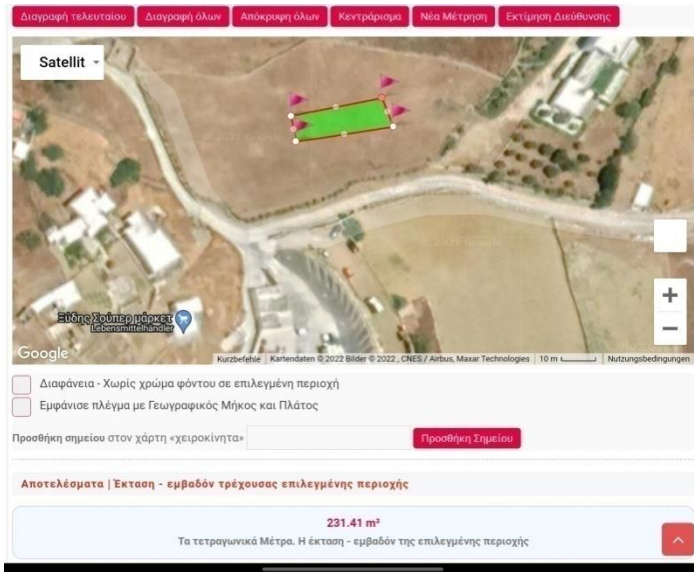 Διαγραφή τελευταίου Διαγραφή όλων Απόκρυψη όλων Κεντράρισμα Νέα Μέτρηση Εκτίμηση Διεύθυνσης
Satellit
Ξύδης Σούπερ μάρκετ
Lebensmittelhändler
Google
Kurzbefehle Kartendaten © 2022 Bilder © 2022 , CNES / Airbus, Maxar Technologies 10 m Nutzungsbedingungen
Διαφάνεια - Χωρίς χρώμα φόντου σε επιλεγμένη περιοχή
Εμφάνισε πλέγμα με Γεωγραφικός Μήκος και Πλάτος
Προσθήκη σημείου στον χάρτη «χειροκίνητα» Προσθήκη Σημείου
Αποτελέσματα | Έκταση - εμβαδόν τρέχουσας επιλεγμένης περιοχής
231.41 m²
Τα τετραγωνικά Μέτρα. Η έκταση - εμβαδόν της επιλεγμένης περιοχής